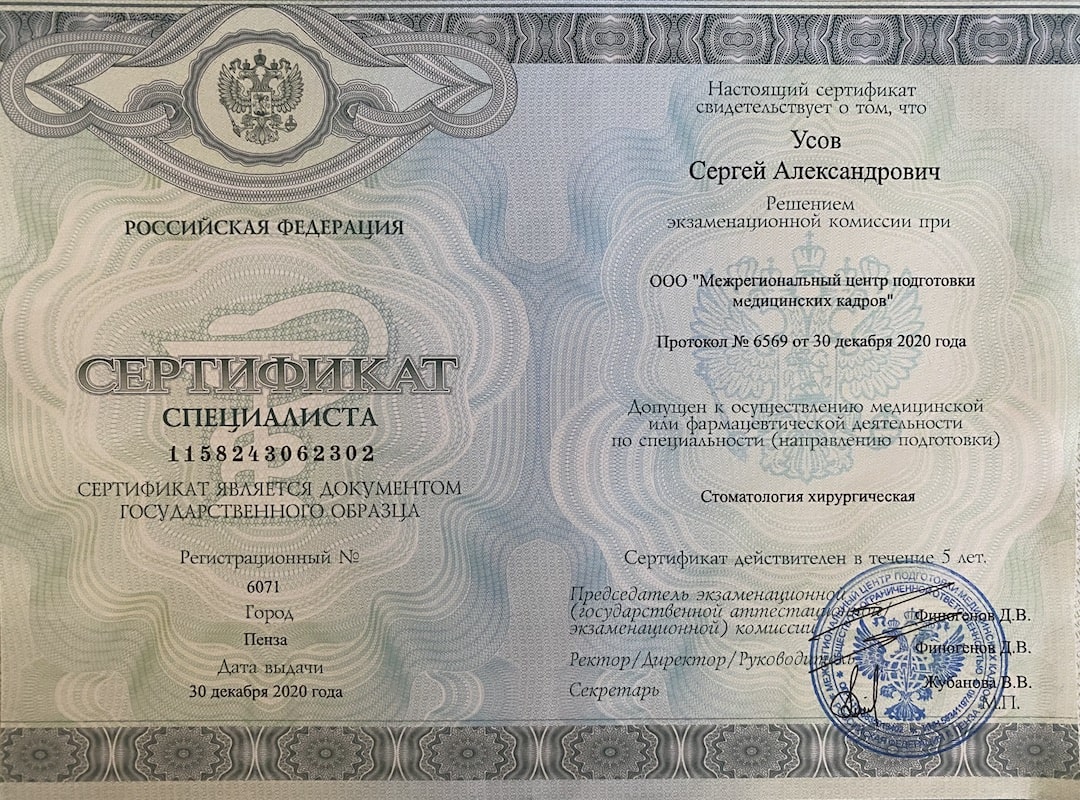 РОССИЙСКАЯ ФЕДЕРАЦИЯ
СЕРТИФИКАТ
СПЕЦИАЛИСТА
1158243062302
СЕРТИФИКАТ ЯВЛЯЕТСЯ ДОКУМЕНТОМ
ГОСУДАРСТВЕННОГО ОБРАЗЦА
Регистрационный №
6071
Город
Пенза
Дата выдачи
30 декабря 2020 года
Настоящий сертификат
свидетельствует о том, что
Усов
Сергей Александрович
Решением
экзаменационной комиссии при
ООО "Межрегиональный центр подготовки
медицинских кадров"
Протокол № 6569 от 30 декабря 2020 года
Допущен к осуществлению медицинской
или фармацевтической деятельности
по специальности (направлению подготовки)
Стоматология хирургическая
Сертификат действителен в течение 5 лет.
Председатель экзаменационной
(государственной аттестационной
экзаменационной) комиссии
Финогенов Д.В.
Ректор/Директор/Руководитель
Финогенов Д.В.
Секретарь
Жубанова В.В.
М.П.